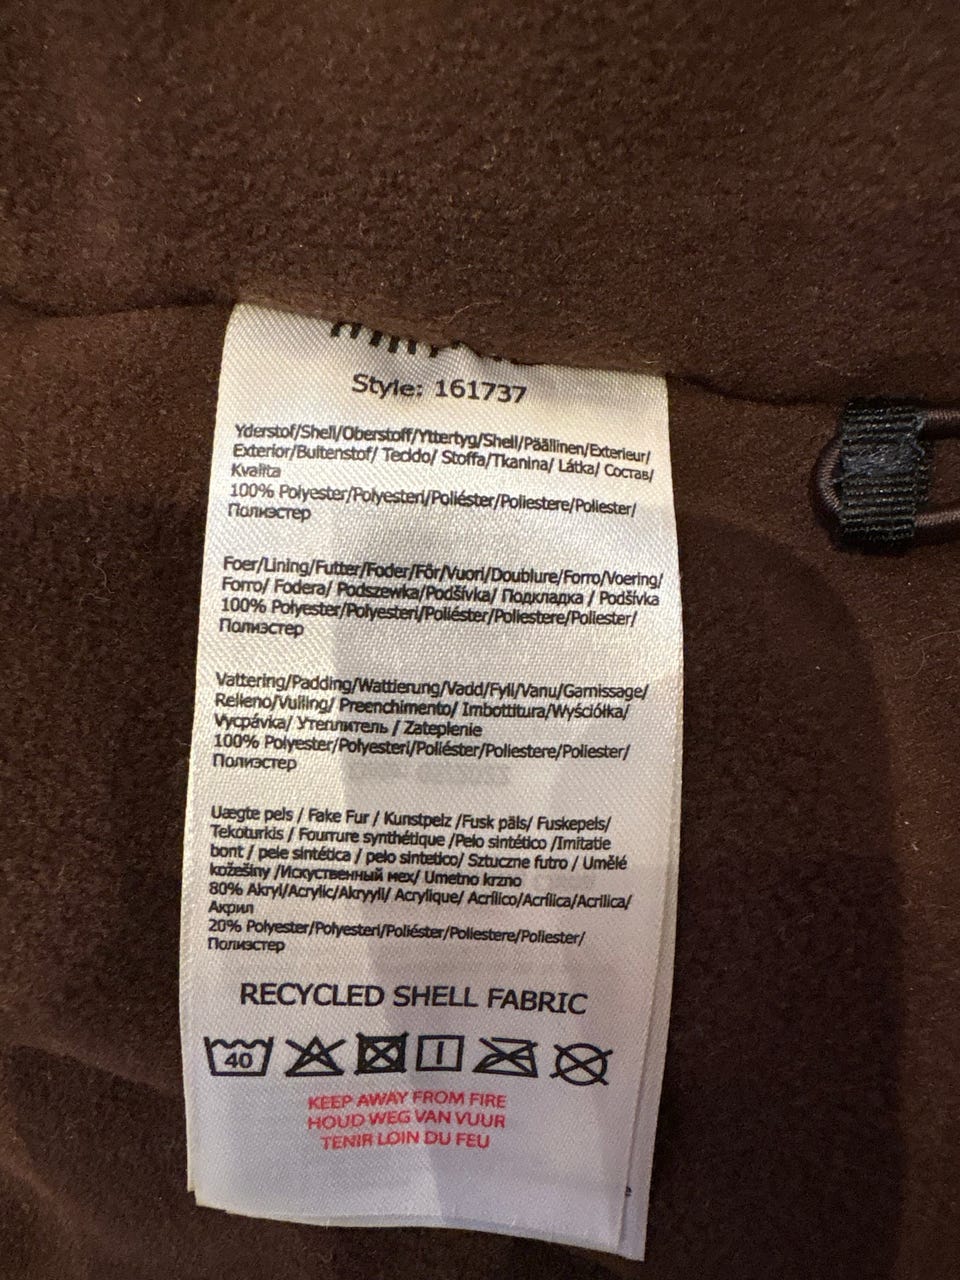 Style: 161737
Yderstof/Shell/Oberstoff/Yttertyg/Shell/Päällinen/Exterieur/
Exterior/Buitenstof/ Tecido/ Stoffa/Tkanina/ Látka/ Состав/
Kvalita
100% Polyester/Polyesteri/Poliéster/Poliestere/Poliester/
Полиэстер
Foer/Lining/Futter/Foder/Fôr/Vuori/Doublure/Forro/Voering/
Forro/ Fodera/ Podszewka/Podšívka/ Подкладка / Podšívka
100% Polyester/Polyesteri/Poliéster/Poliestere/Poliester/
Полиэстер
Vattering/Padding/Wattierung/Vadd/Fyll/Vanu/Garnissage/
Relleno/Vulling/ Preenchimento/ Imbottitura/Wyściółka/
Vycpávka/ Утеплитель / Zateplenie
100% Polyester/Polyesteri/Poliéster/Poliestere/Poliester/
Полиэстер
Uægte pels / Fake Fur / Kunstpelz /Fusk päls/ Fuskepels/
Tekoturkis / Fourrure synthétique /Pelo sintético /Imitatie
bont / pele sintética / pelo sintetico/ Sztuczne futro / Umělé
kožešiny /Искуственный мех/ Umetno krzno
80% Akryl/Acrylic/Akryyli/ Acrylique/ Acrílico/Acrílica/Acrilica/
Акрил
20% Polyester/Polyesteri/Poliéster/Poliestere/Poliester/
Полиэстер
RECYCLED SHELL FABRIC
40
KEEP AWAY FROM FIRE
HOUD WEG VAN VUUR
TENIR LOIN DU FEU